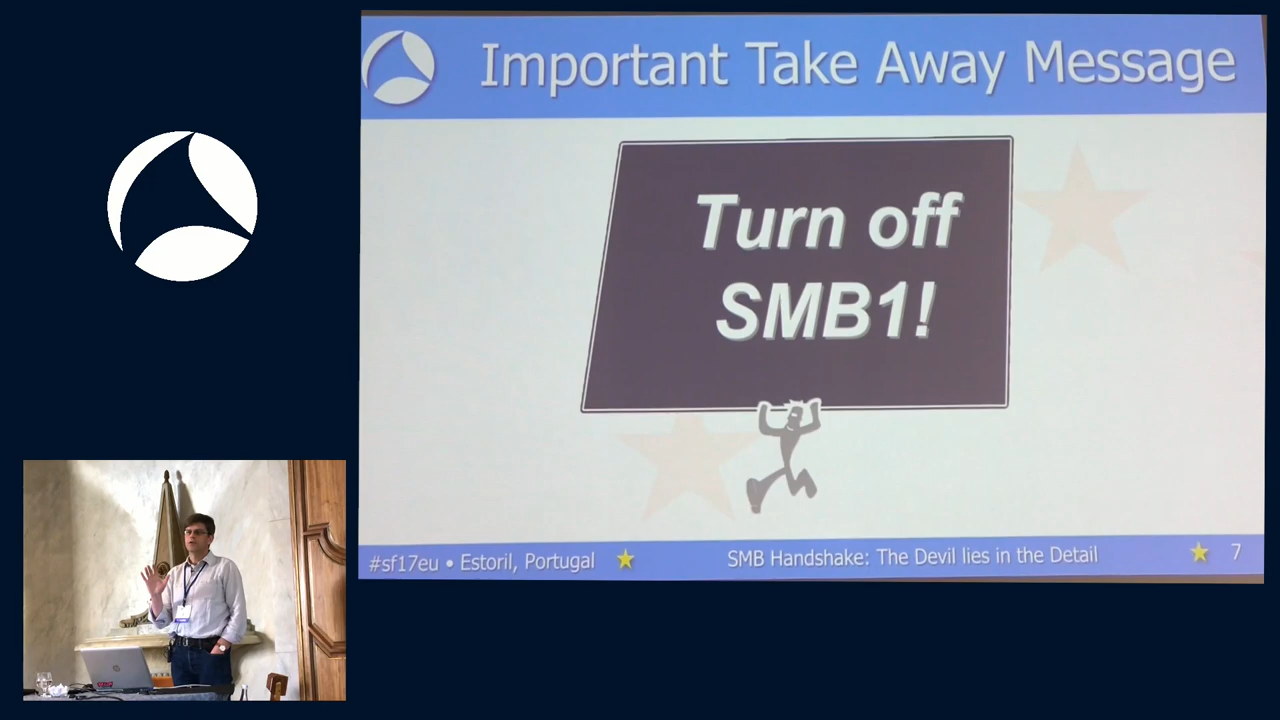 Important Take Away Message
Turn off
SMB1!
#sf17eu • Estoril, Portugal
SMB Handshake: The Devil lies in the Detail
7